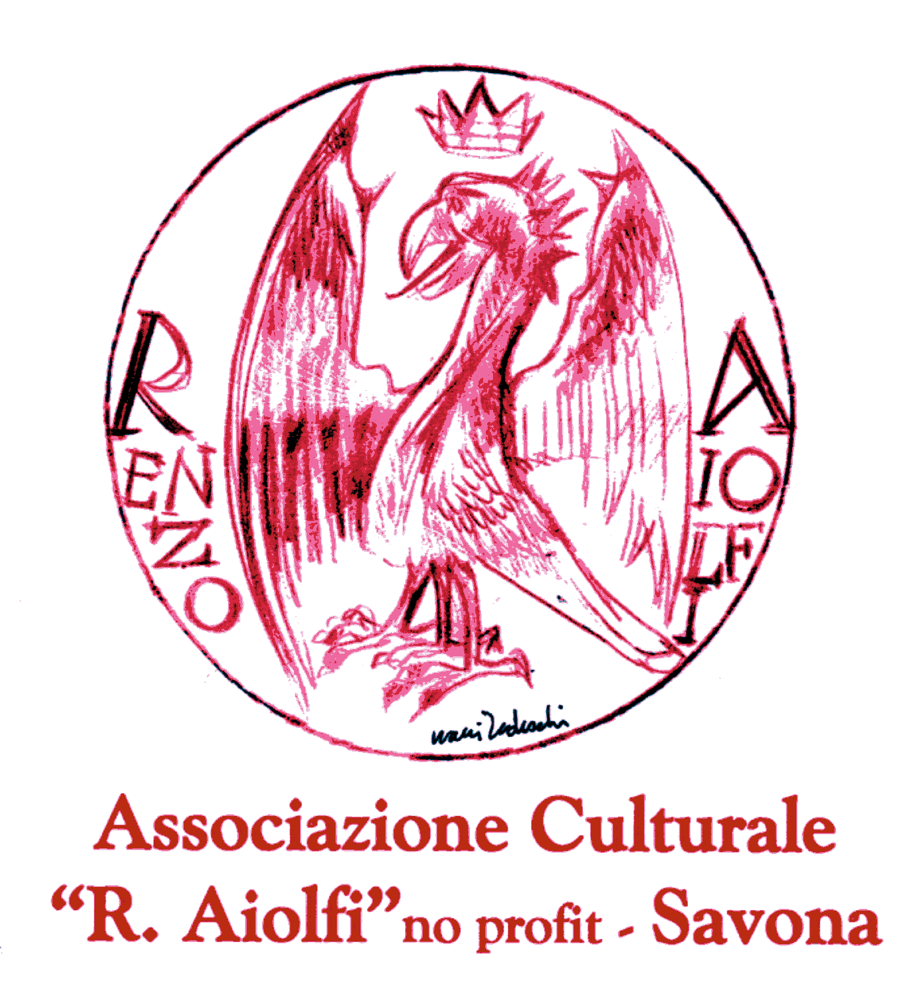 RENZO
AIOLFI
Associazione Culturale
“R. Aiolfi” no profit - Savona